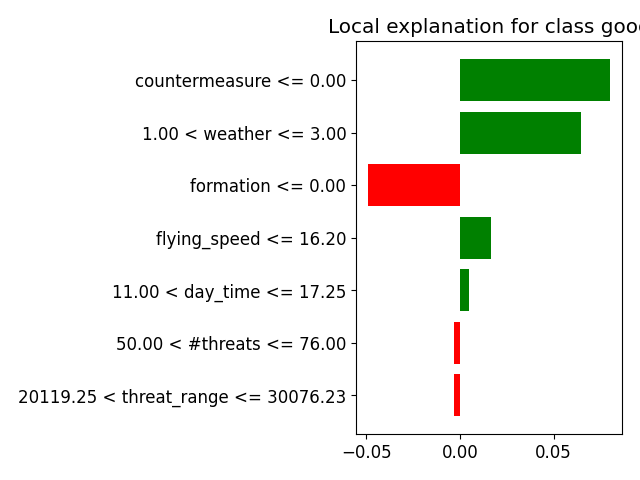 Local explanation for class good
countermeasure <= 0.00
1.00 < weather <= 3.00
formation <= 0.00
flying_speed <= 16.20
11.00 < day_time <= 17.25
50.00 < #threats <= 76.00
20119.25 < threat_range <= 30076.23
−0.05 0.00 0.05